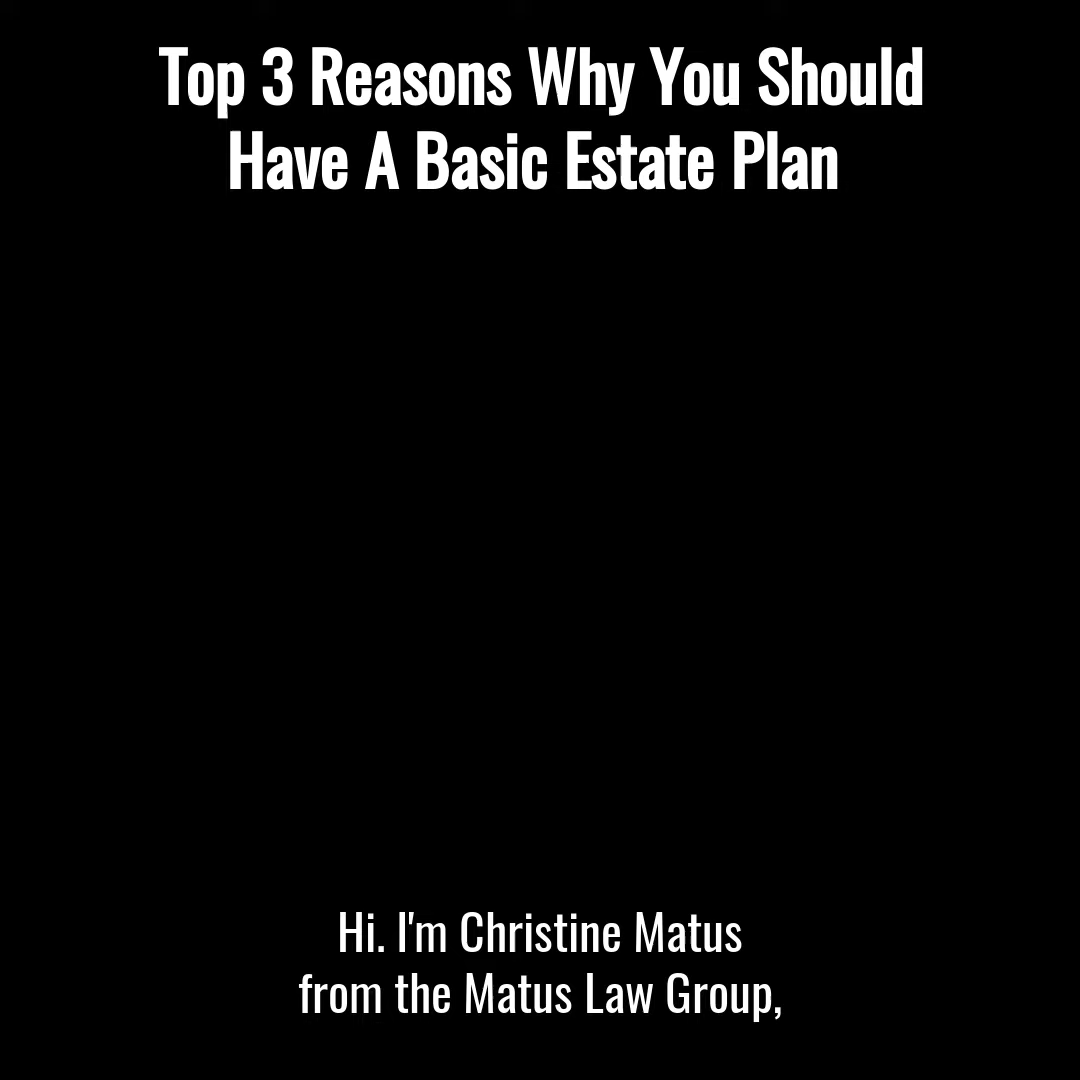 Top 3 Reasons Why You Should
Have A Basic Estate Plan
Hi. I'm Christine Matus
from the Matus Law Group,